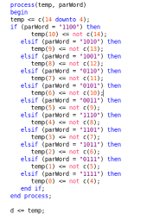 process(temp, parWord)
begin
temp <= c(14 downto 4);
if (parWord = "1100") then
temp(10) <= not c(14);
elsif (parWord = "1010") then
temp(9) <= not c(13);
elsif (parWord = "1001") then
temp(8) <= not c(12);
elsif (parWord = "0110") then
temp(7) <= not c(11);
elsif (parWord = "0101") then
temp(6) <= not c(10);
elsif (parWord = "0011") then
temp(5) <= not c(9);
elsif (parWord = "1110") then
temp(4) <= not c(8);
elsif (parWord = "1101") then
temp(3) <= not c(7);
elsif (parWord = "1011") then
temp(2) <= not c(6);
elsif (parWord = "0111") then
temp(1) <= not c(5);
elsif (parWord = "1111") then
temp(0) <= not c(4);
end if;
end process;
d <= temp;